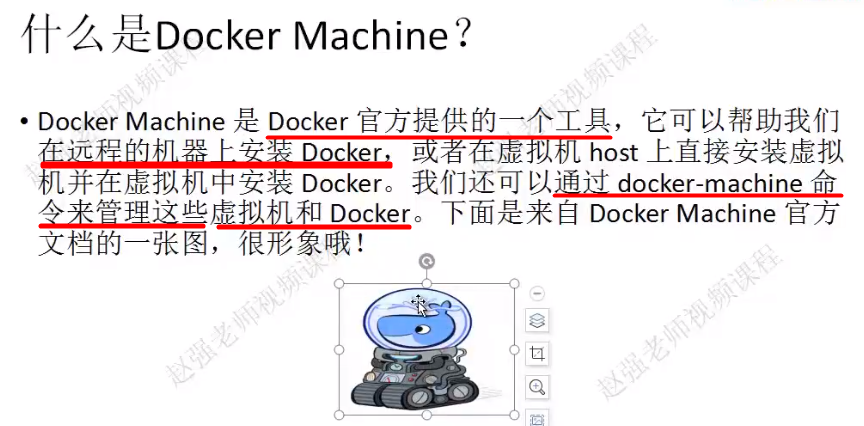 什么是Docker Machine？
• Docker Machine 是 Docker 官方提供的一个工具，它可以帮助我们
在远程的机器上安装 Docker，或者在虚拟机 host 上直接安装虚拟
机并在虚拟机中安装 Docker。我们还可以通过 docker-machine 命
令来管理这些虚拟机和 Docker。下面是来自 Docker Machine 官方
文档的一张图，很形象哦！
赵强老师视频课程
赵强老师视频课程
赵强老师视频课程
赵强老师视频课程